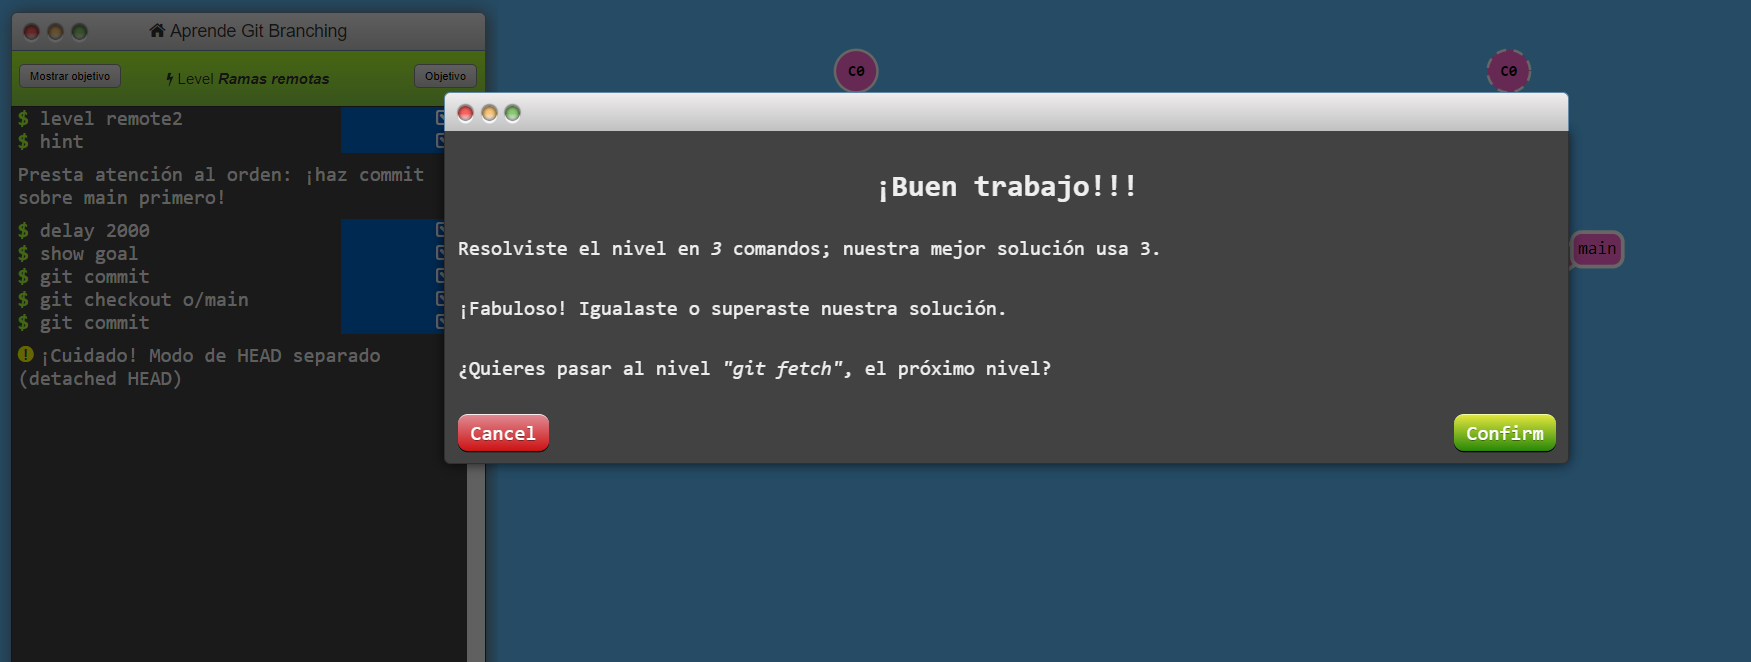 Aprende Git Branching
Mostrar objetivo
Level Ramas remotas
Objetivo
$ level remote2
$ hint
Presta atención al orden: ¡haz commit
sobre main primero!
$ delay 2000
$ show goal
$ git commit
$ git checkout o/main
$ git commit
¡Cuidado! Modo de HEAD separado
(detached HEAD)
C0
C0
main
¡Buen trabajo!!!
Resolviste el nivel en 3 comandos; nuestra mejor solución usa 3.
¡Fabuloso! Igualaste o superaste nuestra solución.
¿Quieres pasar al nivel "git fetch", el próximo nivel?
Cancel
Confirm